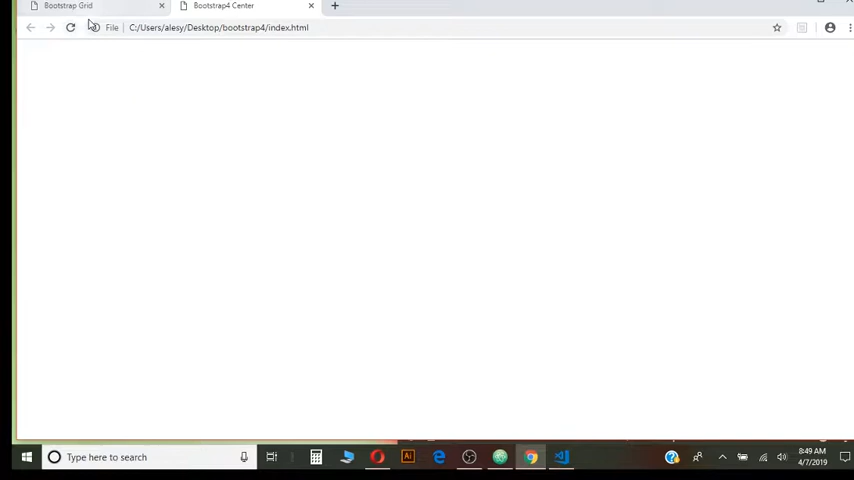 Bootstrap Grid
Bootstrap4 Center
File
C:/Users/alesy/Desktop/bootstrap4/index.html
Ai
Type here to search
8:49 AM
4/7/2019